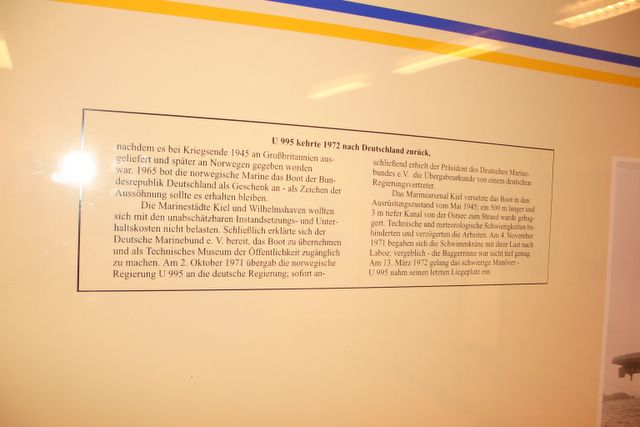 U 995 kehrte 1972 nach Deutschland zurück,
nachdem es bei Kriegsende 1945 an Großbritannien aus-
geliefert und später an Norwegen gegeben worden
war. 1965 bot die norwegische Marine das Boot der Bun-
desrepublik Deutschland als Geschenk an - als Zeichen der
Aussöhnung sollte es erhalten bleiben.
Die Marinestädte Kiel und Wilhelmshaven wollten
sich mit den unabschätzbaren Instandsetzungs- und Unter-
haltskosten nicht belasten. Schließlich erklärte sich der
Deutsche Marinebund e. V. bereit, das Boot zu übernehmen
und als Technisches Museum der Öffentlichkeit zugänglich
zu machen. Am 2. Oktober 1971 übergab die norwegische
Regierung U 995 an die deutsche Regierung; sofort an-
schließend erhielt der Präsident des Deutschen Marine-
bundes e.V. die Übergabeurkunde von einem deutschen
Regierungsvertreter.
Das Marinearsenal Kiel versetzte das Boot in den
Ausrüstungszustand vom Mai 1945; ein 500 m langer und
3 m tiefer Kanal von der Ostsee zum Strand wurde gebag-
gert. Technische und meteorologische Schwierigkeiten be-
hinderten und verzögerten die Arbeiten. Am 4. November
1971 begaben sich die Schwimmkräne mit ihrer Last nach
Laboe; vergeblich - die Baggerrinne war nicht tief genug.
Am 13. März 1972 gelang das schwierige Manöver -
U 995 nahm seinen letzten Liegeplatz ein.